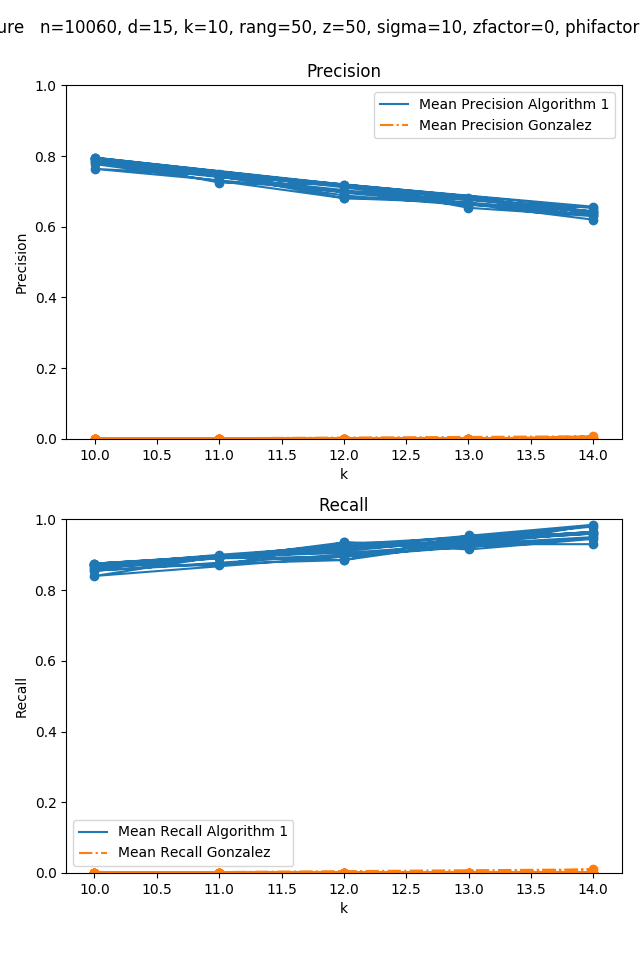 ure   n=10060, d=15, k=10, rang=50, z=50, sigma=10, zfactor=0, phifactor
Precision
1.0
0.8
0.6
0.4
0.2
0.0
Precision
Mean Precision Algorithm 1
Mean Precision Gonzalez
10.0 10.5 11.0 11.5 12.0 12.5 13.0 13.5 14.0
k
Recall
1.0
0.8
0.6
0.4
0.2
0.0
Recall
Mean Recall Algorithm 1
Mean Recall Gonzalez
10.0 10.5 11.0 11.5 12.0 12.5 13.0 13.5 14.0
k